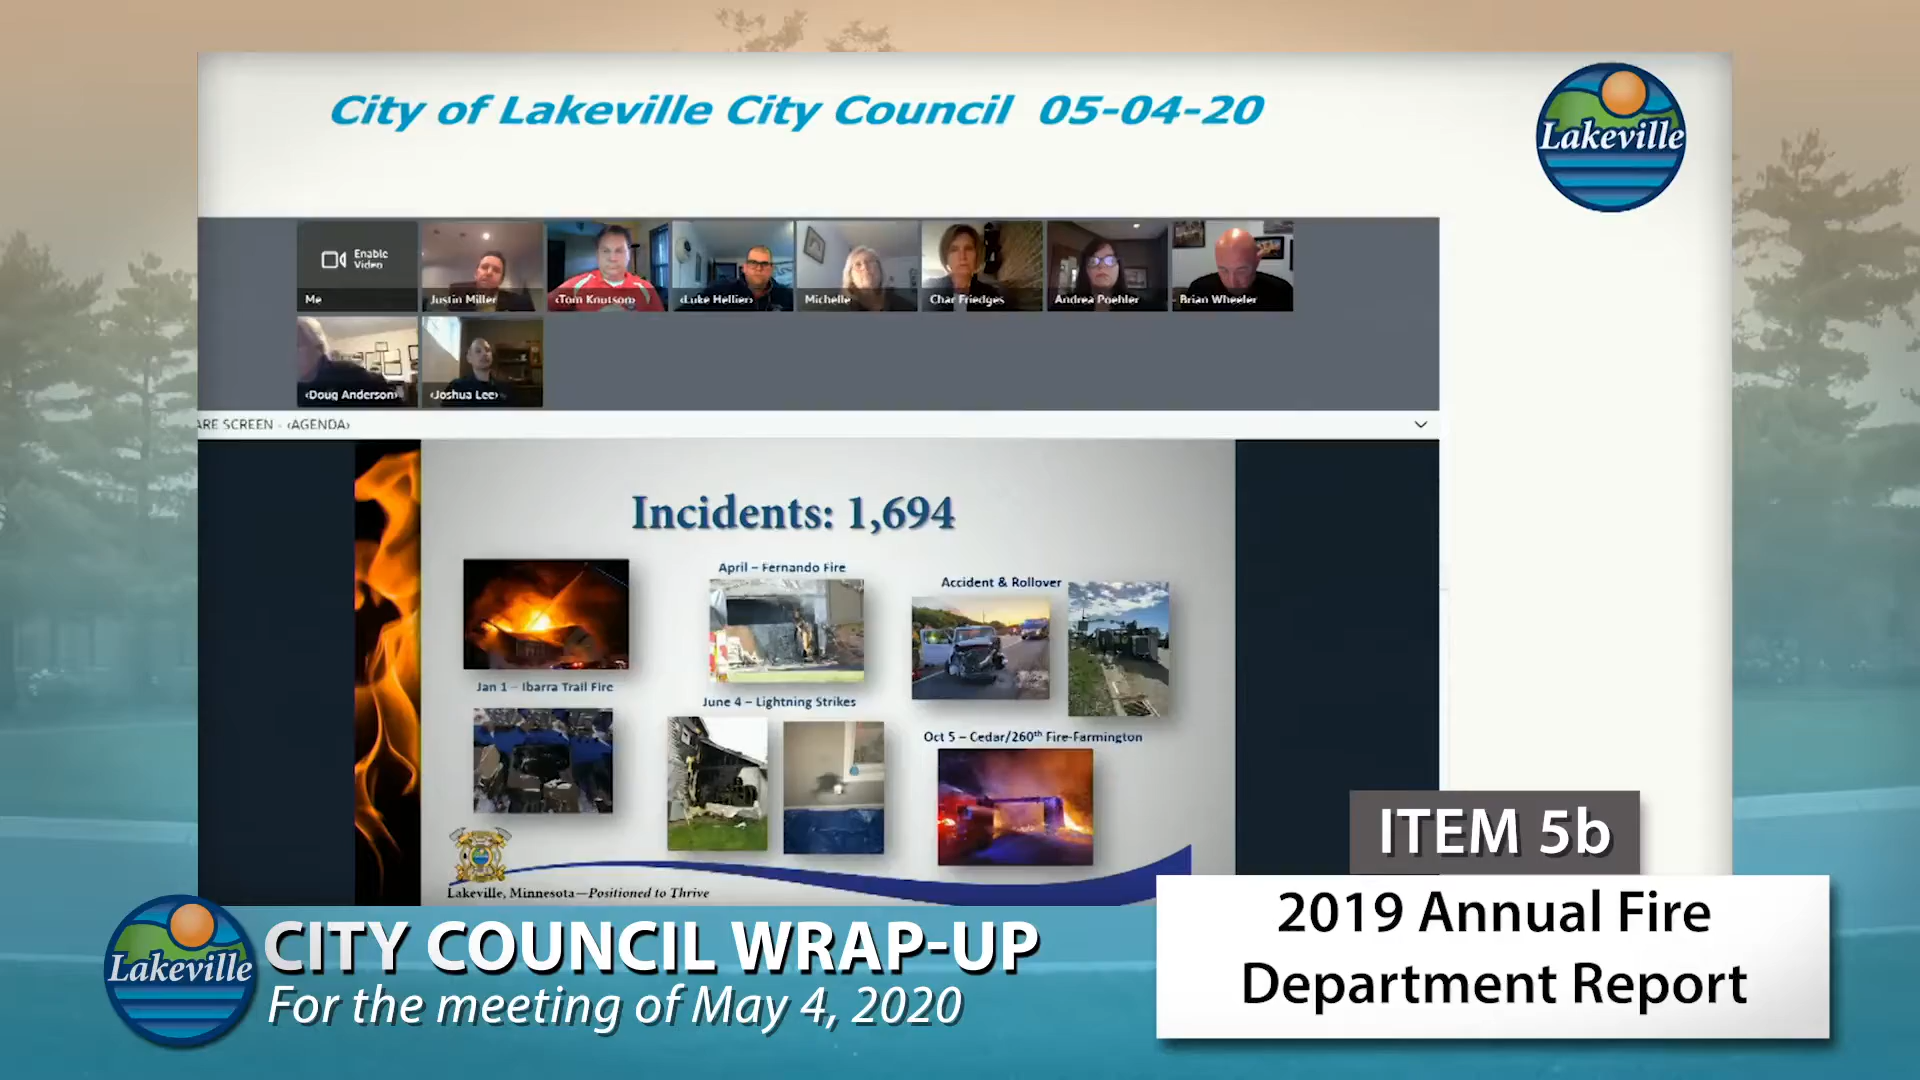 City of Lakeville City Council 05-04-20
Lakeville
Enable
Video
Me
Justin Miller
‹Tom Knutson›
‹Luke Hellier›
Michelle
Char Friedges
Andrea Poehler
Brian Wheeler
‹Doug Anderson›
‹Joshua Lee›
ARE SCREEN - ‹AGENDA›
Incidents: 1,694
April – Fernando Fire
Accident & Rollover
Jan 1 – Ibarra Trail Fire
June 4 – Lightning Strikes
Oct 5 – Cedar/260th Fire-Farmington
Lakeville, Minnesota—Positioned to Thrive
ITEM 5b
2019 Annual Fire
Department Report
Lakeville
CITY COUNCIL WRAP-UP
For the meeting of May 4, 2020